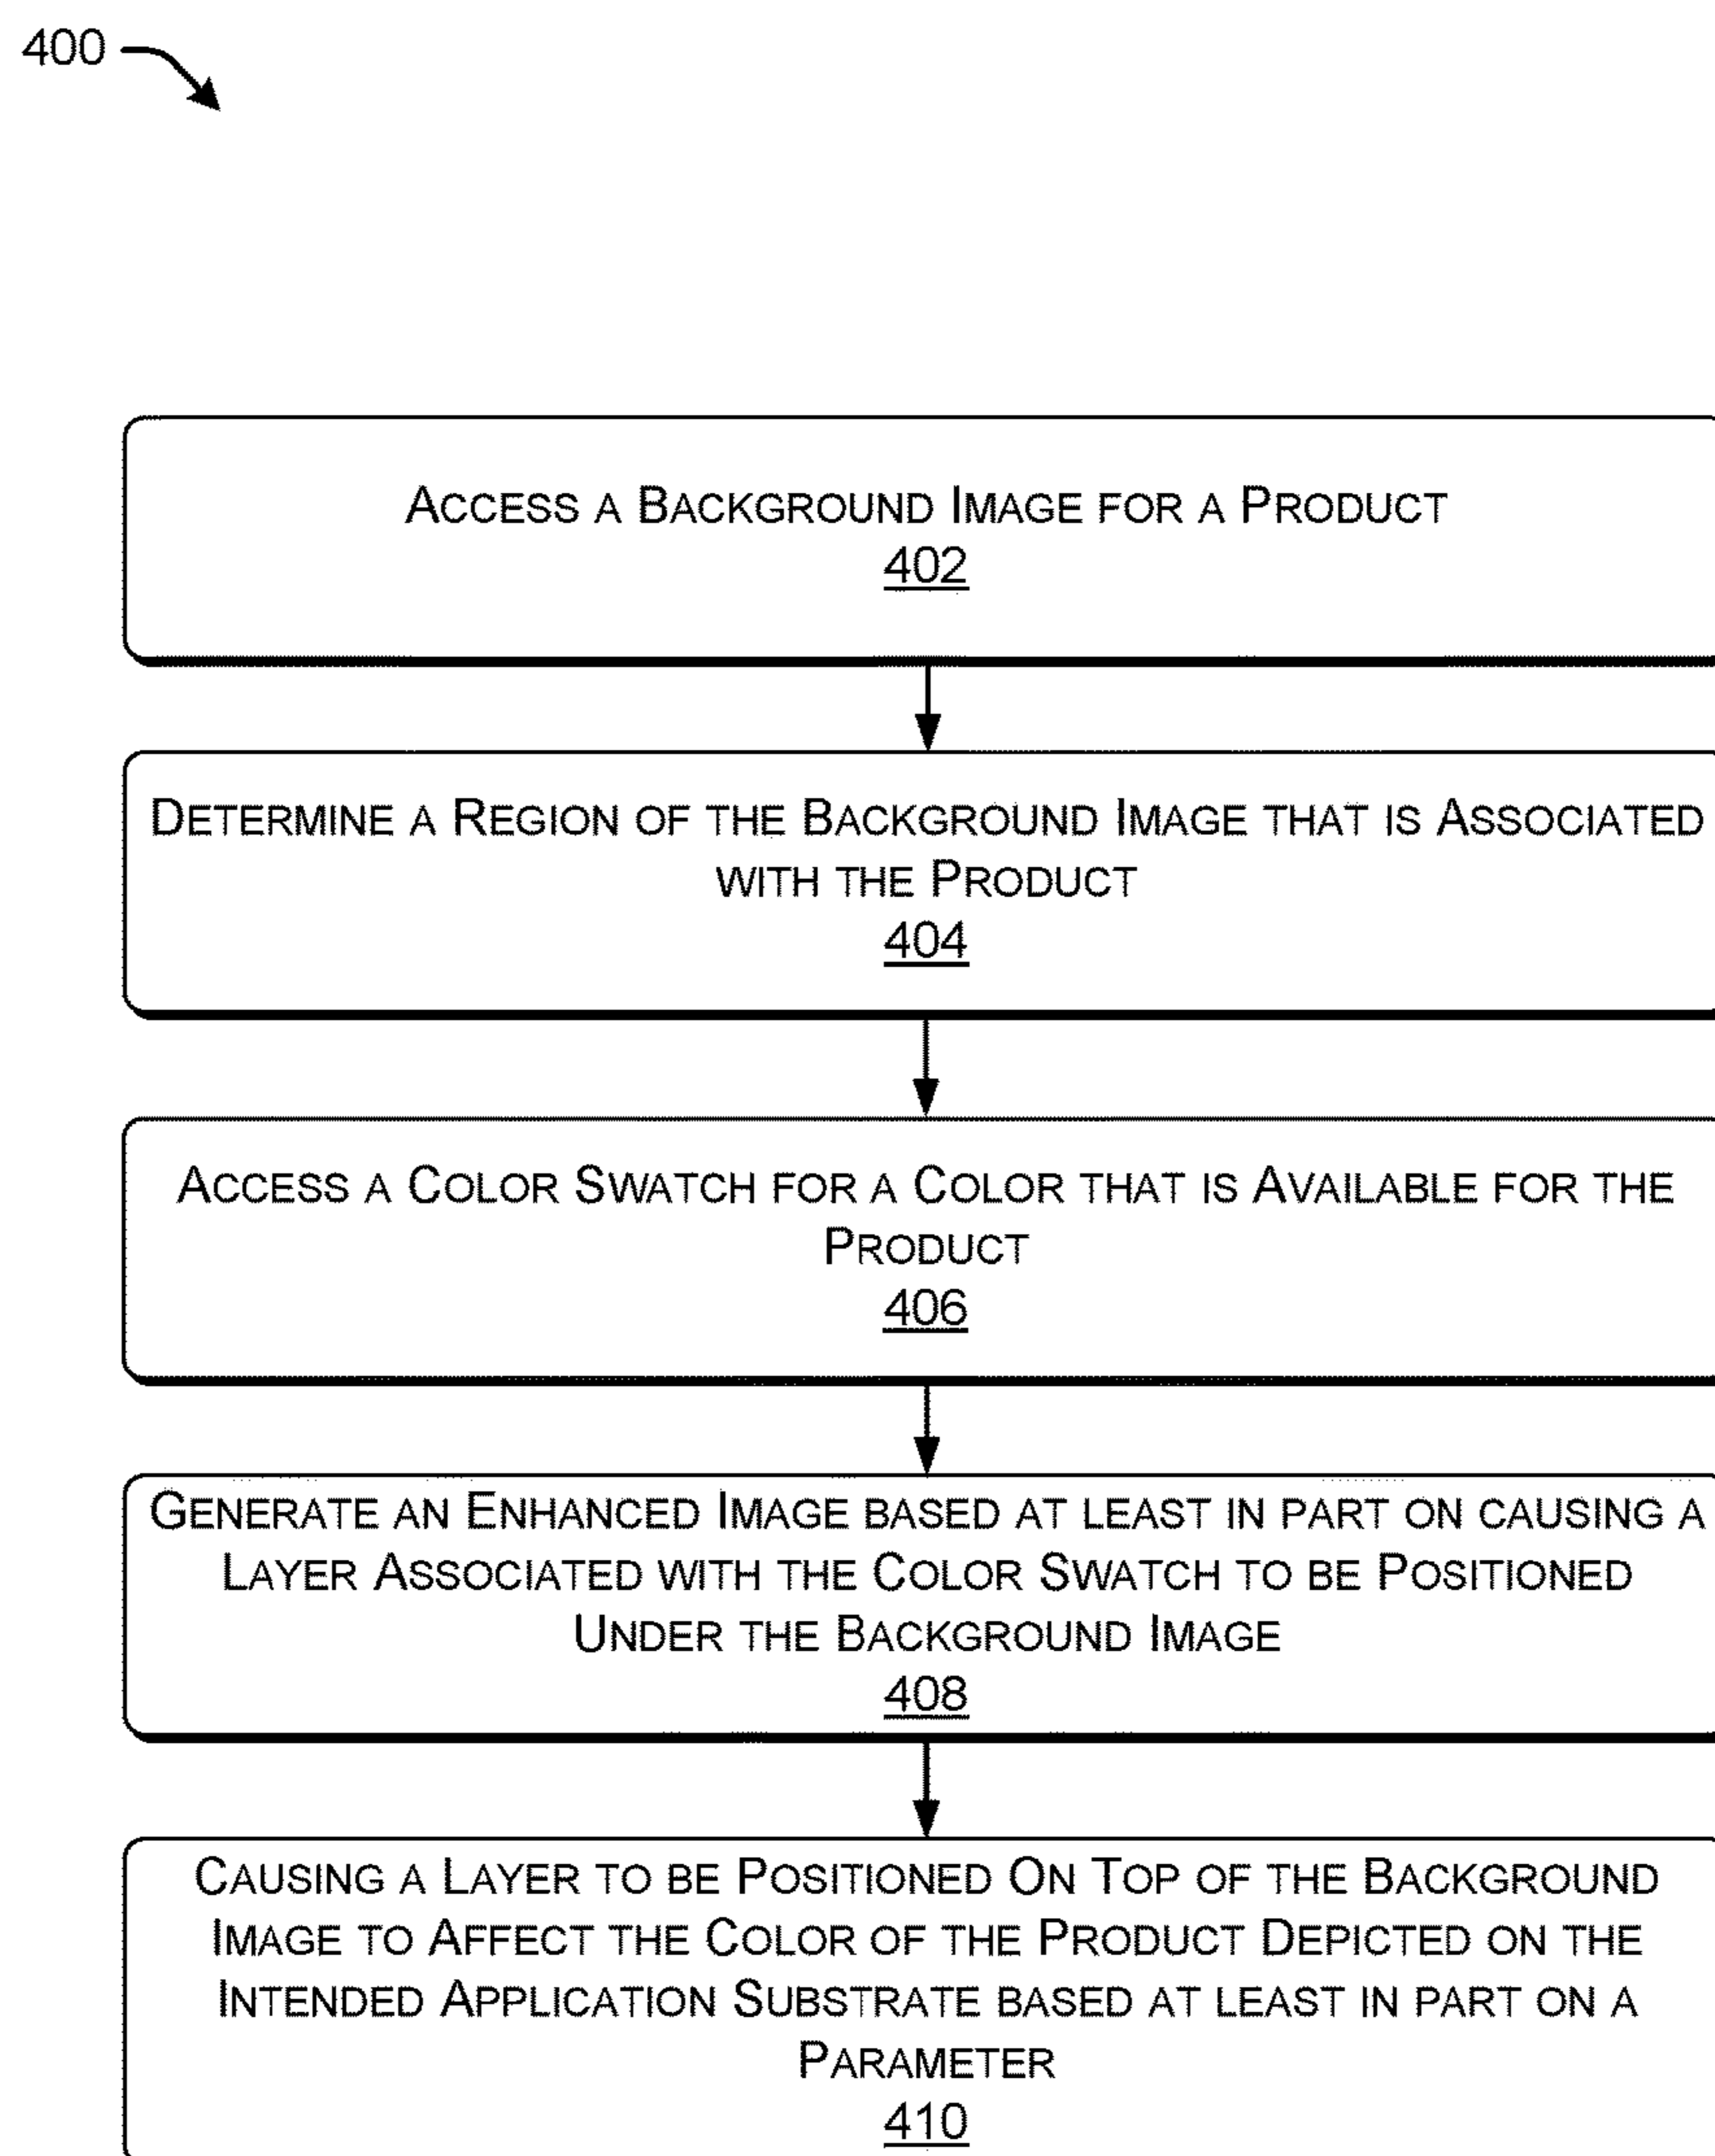 400
ACCESS A BACKGROUND IMAGE FOR A PRODUCT
402
DETERMINE A REGION OF THE BACKGROUND IMAGE THAT IS ASSOCIATED
WITH THE PRODUCT
404
ACCESS A COLOR SWATCH FOR A COLOR THAT IS AVAILABLE FOR THE
PRODUCT
406
GENERATE AN ENHANCED IMAGE BASED AT LEAST IN PART ON CAUSING A
LAYER ASSOCIATED WITH THE COLOR SWATCH TO BE POSITIONED
UNDER THE BACKGROUND IMAGE
408
CAUSING A LAYER TO BE POSITIONED ON TOP OF THE BACKGROUND
IMAGE TO AFFECT THE COLOR OF THE PRODUCT DEPICTED ON THE
INTENDED APPLICATION SUBSTRATE BASED AT LEAST IN PART ON A
PARAMETER
410